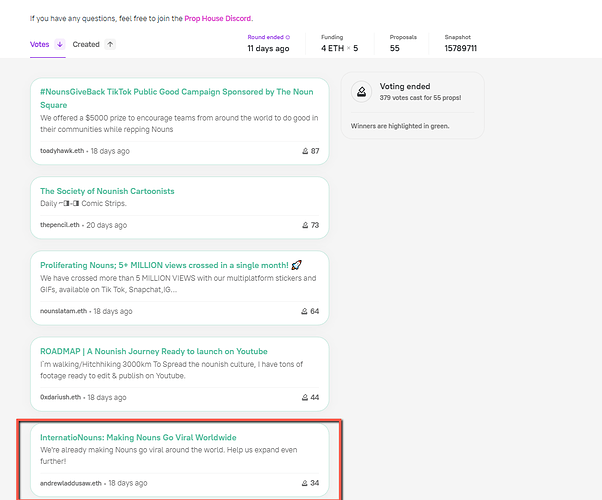 If you have any questions, feel free to join the Prop House Discord.
Votes ↓ Created ↑
Round ended
11 days ago
Funding
4 ETH × 5
Proposals
55
Snapshot
15789711
#NounsGiveBack TikTok Public Good Campaign Sponsored by The Noun
Square
We offered a $5000 prize to encourage teams from around the world to do good in
their communities while repping Nouns
toadyhawk.eth • 18 days ago
87
The Society of Nounish Cartoonists
Daily ⌐◨-◨ Comic Strips.
thepencil.eth • 20 days ago
73
Proliferating Nouns; 5+ MILLION views crossed in a single month! 🚀
We have crossed more than 5 MILLION VIEWS with our multiplatform stickers and
GIFs, available on Tik Tok, Snapchat,IG...
nounslatam.eth • 18 days ago
64
ROADMAP | A Nounish Journey Ready to launch on Youtube
I'm walking/Hitchhiking 3000km To Spread the nounish culture, I have tons of
footage ready to edit & publish on Youtube.
0xdariush.eth • 18 days ago
44
InternatioNouns: Making Nouns Go Viral Worldwide
We're already making Nouns go viral around the world. Help us expand even
further!
andrewladdusaw.eth • 18 days ago
34
Voting ended
379 votes cast for 55 props!
Winners are highlighted in green.